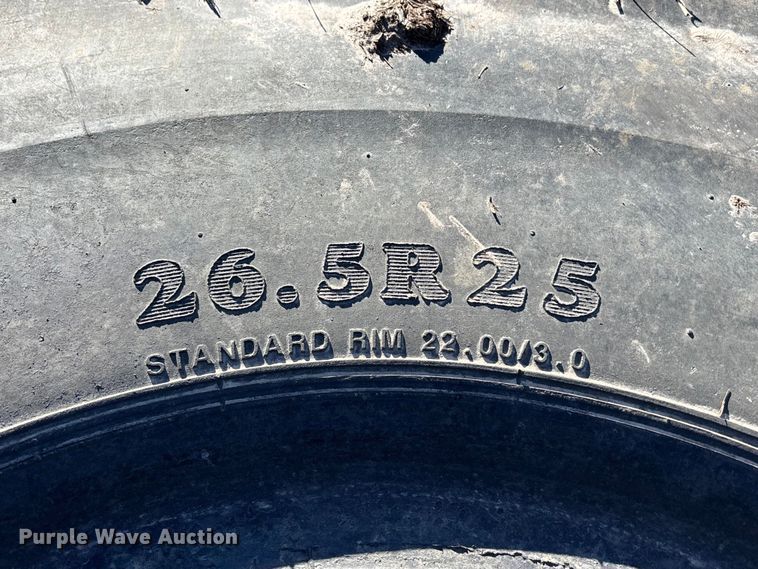 26.5R25
STANDARD RIM 22.00/3.0
Purple Wave Auction